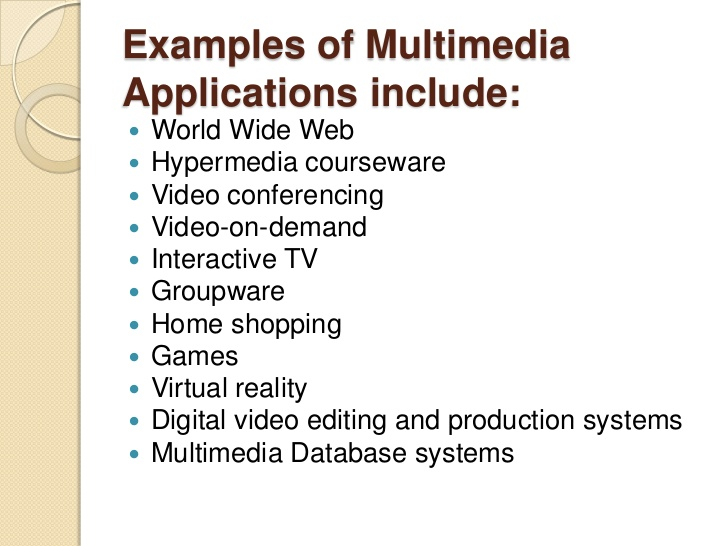 Examples of Multimedia
Applications include:
• World Wide Web
• Hypermedia courseware
• Video conferencing
• Video-on-demand
• Interactive TV
• Groupware
• Home shopping
• Games
• Virtual reality
• Digital video editing and production systems
• Multimedia Database systems